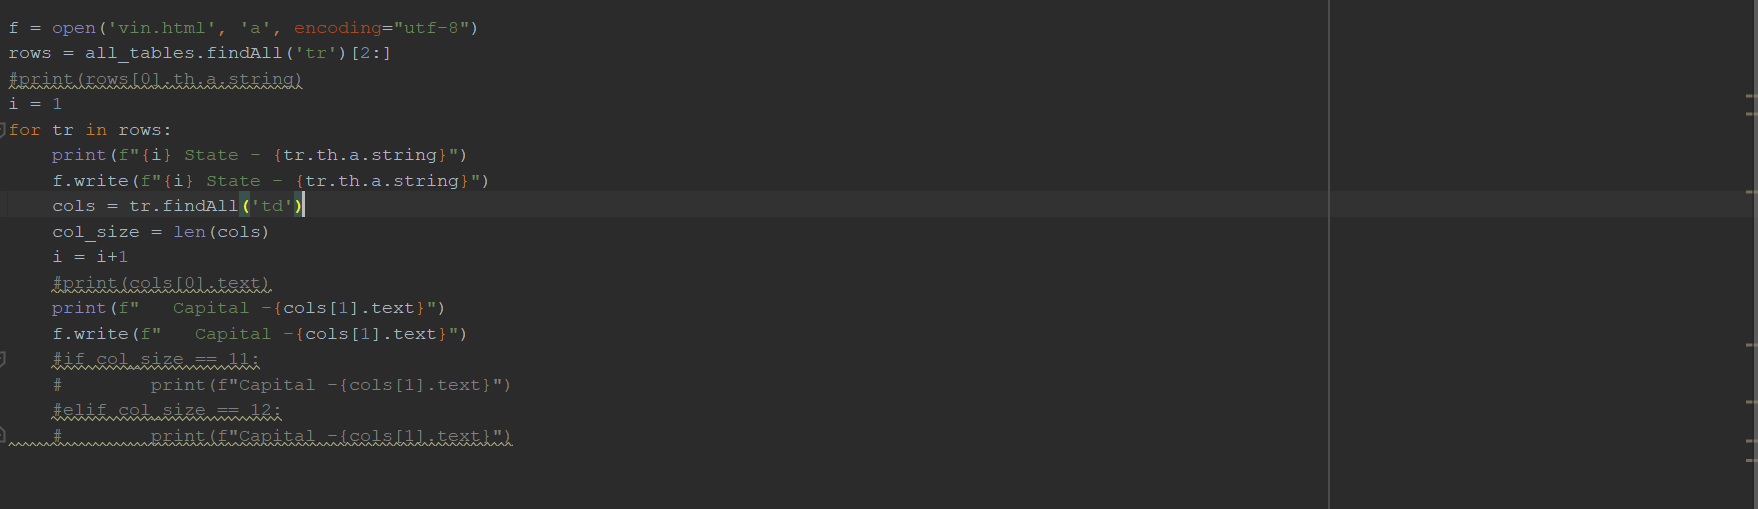 f = open('vin.html', 'a', encoding="utf-8")
rows = all_tables.findAll('tr')[2:]
#print(rows[0].th.a.string)
i = 1
for tr in rows:
    print(f"{i} State - {tr.th.a.string}")
    f.write(f"{i} State - {tr.th.a.string}")
    cols = tr.findAll('td')
    col_size = len(cols)
    i = i+1
    #print(cols[0].text)
    print(f"   Capital -{cols[1].text}")
    f.write(f"   Capital -{cols[1].text}")
    #if col_size == 11:
    #        print(f"Capital -{cols[1].text}")
    #elif col_size == 12:
    #        print(f"Capital -{cols[1].text}")